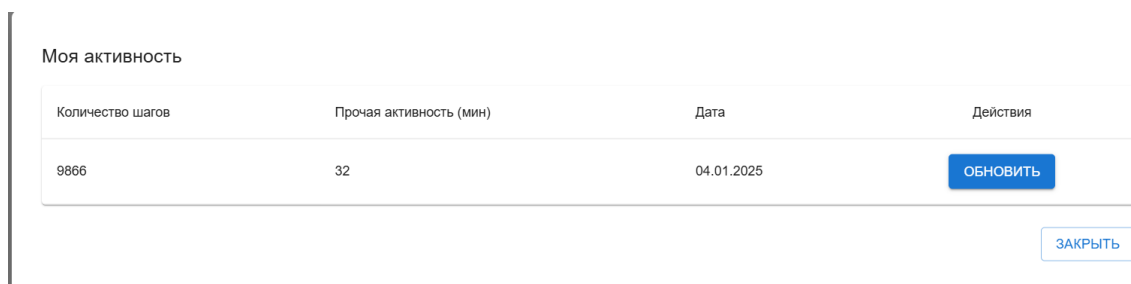 Моя активность
Количество шагов Прочая активность (мин) Дата Действия
9866 32 04.01.2025 ОБНОВИТЬ
ЗАКРЫТЬ